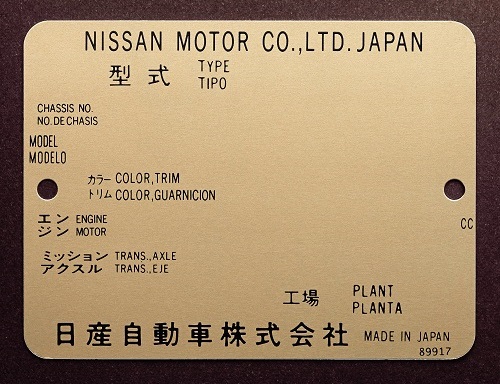 NISSAN MOTOR CO.,LTD. JAPAN
型式 TYPE
TIPO
CHASSIS NO.
NO. DE CHASIS
MODEL
MODELO
カラー COLOR,TRIM
トリム COLOR,GUARNICION
エン ENGINE
ジン MOTOR
CC
ミッション TRANS.,AXLE
アクスル TRANS.,EJE
工場 PLANT
PLANTA
日産自動車株式会社 MADE IN JAPAN
89917